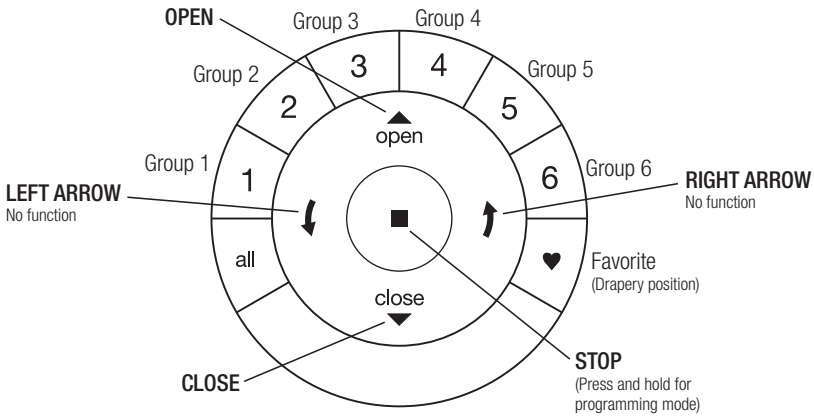 OPEN
Group 3
Group 4
Group 2
Group 5
3
4
2
5
open
Group 1
1
6
Group 6
LEFT ARROW
No function
RIGHT ARROW
No function
all
♥
Favorite
(Drapery position)
close
CLOSE
STOP
(Press and hold for
programming mode)